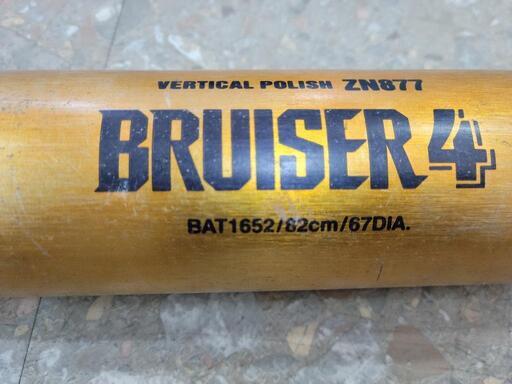 VERTICAL POLISH ZN877
BRUISER 4
BAT1652/82cm/67DIA.